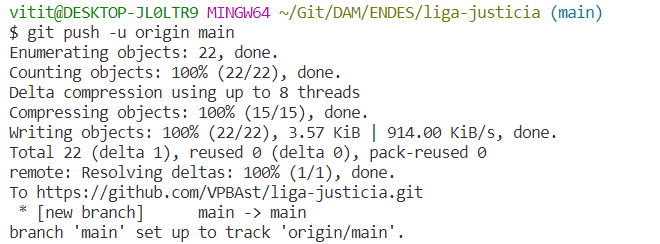 vitit@DESKTOP-JL0LTR9 MINGW64 ~/Git/DAM/ENDES/liga-justicia (main)
$ git push -u origin main
Enumerating objects: 22, done.
Counting objects: 100% (22/22), done.
Delta compression using up to 8 threads
Compressing objects: 100% (15/15), done.
Writing objects: 100% (22/22), 3.57 KiB | 914.00 KiB/s, done.
Total 22 (delta 1), reused 0 (delta 0), pack-reused 0
remote: Resolving deltas: 100% (1/1), done.
To https://github.com/VPBAst/liga-justicia.git
 * [new branch]      main -> main
branch 'main' set up to track 'origin/main'.